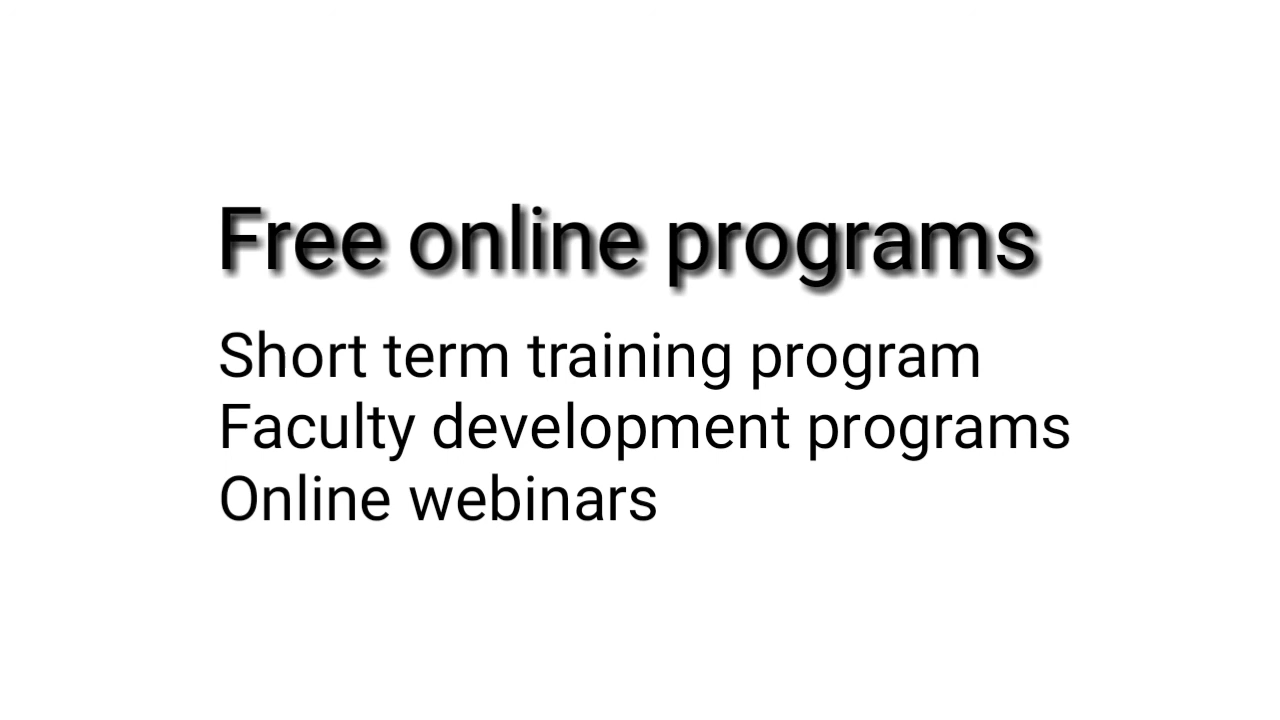 Free online programs
Short term training program
Faculty development programs
Online webinars